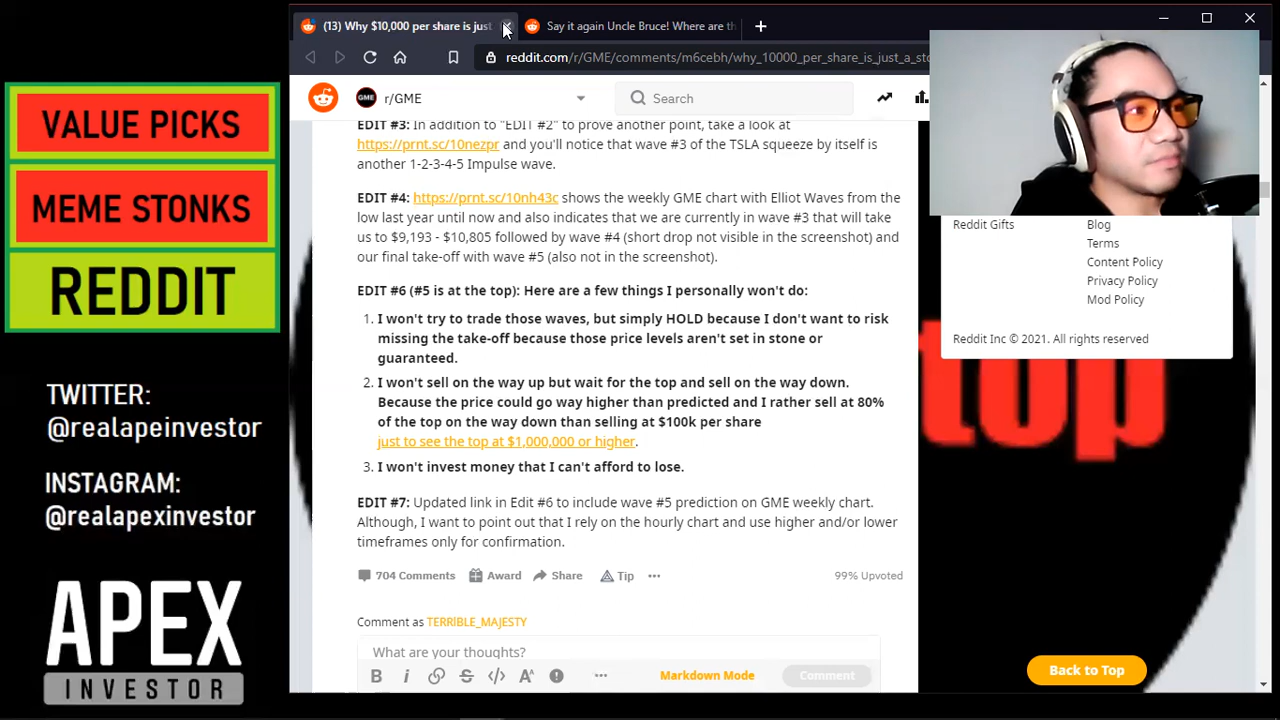 VALUE PICKS
MEME STONKS
REDDIT
TWITTER:
@realapeinvestor
INSTAGRAM:
@realapexinvestor
APEX
INVESTOR
(13) Why $10,000 per share is just
Say it again Uncle Bruce! Where are th
reddit.com/r/GME/comments/m6cebh/why_10000_per_share_is_just_a_sto
r/GME
Search
EDIT #3: In addition to "EDIT #2" to prove another point, take a look at
https://prnt.sc/10nezpr and you'll notice that wave #3 of the TSLA squeeze by itself is
another 1-2-3-4-5 Impulse wave.
EDIT #4: https://prnt.sc/10nh43c shows the weekly GME chart with Elliot Waves from the
low last year until now and also indicates that we are currently in wave #3 that will take
us to $9,193 - $10,805 followed by wave #4 (short drop not visible in the screenshot) and
our final take-off with wave #5 (also not in the screenshot).
EDIT #6 (#5 is at the top): Here are a few things I personally won't do:
1. I won't try to trade those waves, but simply HOLD because I don't want to risk
missing the take-off because those price levels aren't set in stone or
guaranteed.
2. I won't sell on the way up but wait for the top and sell on the way down.
Because the price could go way higher than predicted and I rather sell at 80%
of the top on the way down than selling at $100k per share
just to see the top at $1,000,000 or higher.
3. I won't invest money that I can't afford to lose.
EDIT #7: Updated link in Edit #6 to include wave #5 prediction on GME weekly chart.
Although, I want to point out that I rely on the hourly chart and use higher and/or lower
timeframes only for confirmation.
704 Comments Award Share Tip ... 99% Upvoted
Comment as TERRIBLE_MAJESTY
What are your thoughts?
B i A ... Markdown Mode Comment
Reddit Gifts
Blog
Terms
Content Policy
Privacy Policy
Mod Policy
Reddit Inc © 2021. All rights reserved
top
Back to Top